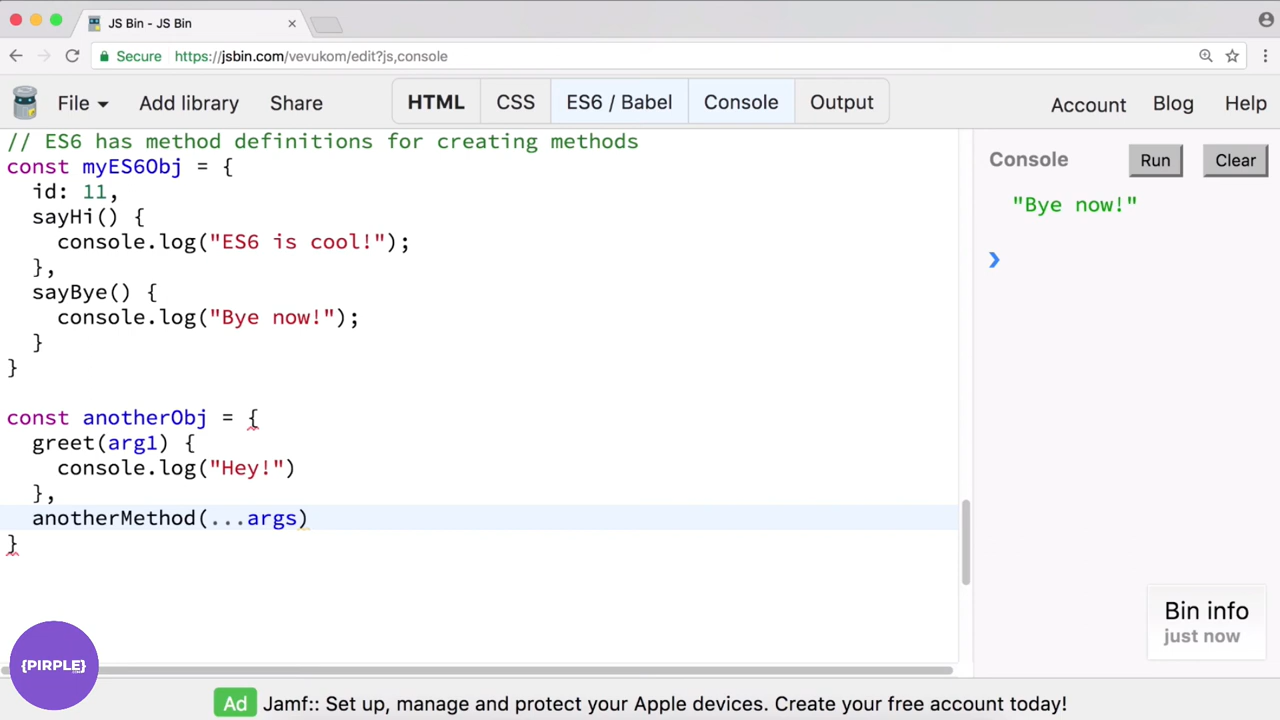 JS Bin - JS Bin
Secure https://jsbin.com/vevukom/edit?js,console
File Add library Share HTML CSS ES6 / Babel Console Output Account Blog Help
// ES6 has method definitions for creating methods
const myES6Obj = {
  id: 11,
  sayHi() {
    console.log("ES6 is cool!");
  },
  sayBye() {
    console.log("Bye now!");
  }
}
const anotherObj = {
  greet(arg1) {
    console.log("Hey!")
  },
  anotherMethod(...args)
}
Console Run Clear
"Bye now!"
❯
Bin info
just now
{PIRPLE}
Ad Jamf:: Set up, manage and protect your Apple devices. Create your free account today!